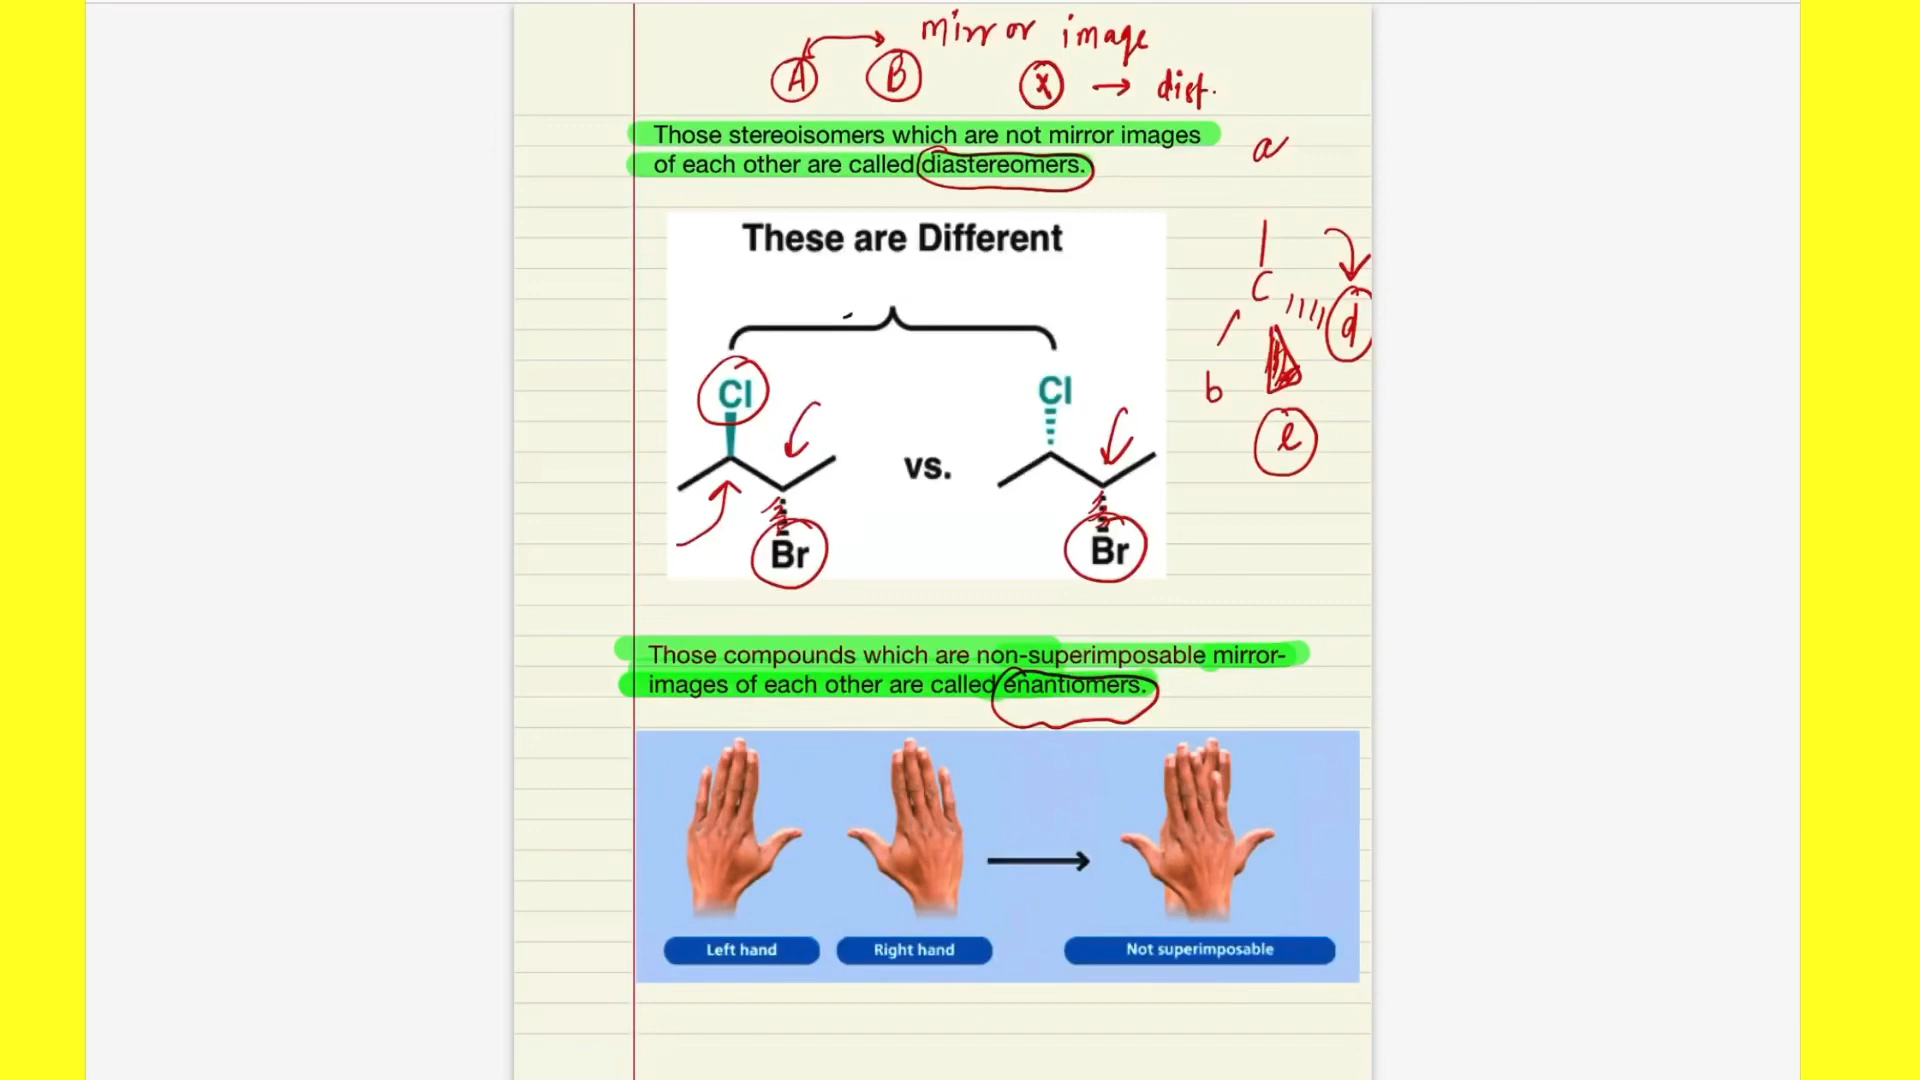 mirror image
A B X → dist.
Those stereoisomers which are not mirror images
of each other are called diastereomers.
a
These are Different
C
d
b
e
Cl Cl
vs.
Br Br
Those compounds which are non-superimposable mirror-
images of each other are called enantiomers.
Left hand Right hand Not superimposable